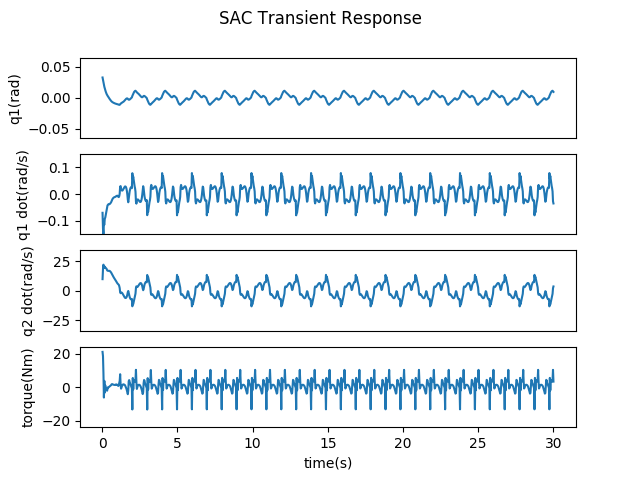 SAC Transient Response
q1(rad)
0.05
0.00
−0.05
q1 dot(rad/s)
0.1
0.0
−0.1
q2 dot(rad/s)
25
0
−25
torque(Nm)
20
0
−20
0 5 10 15 20 25 30
time(s)